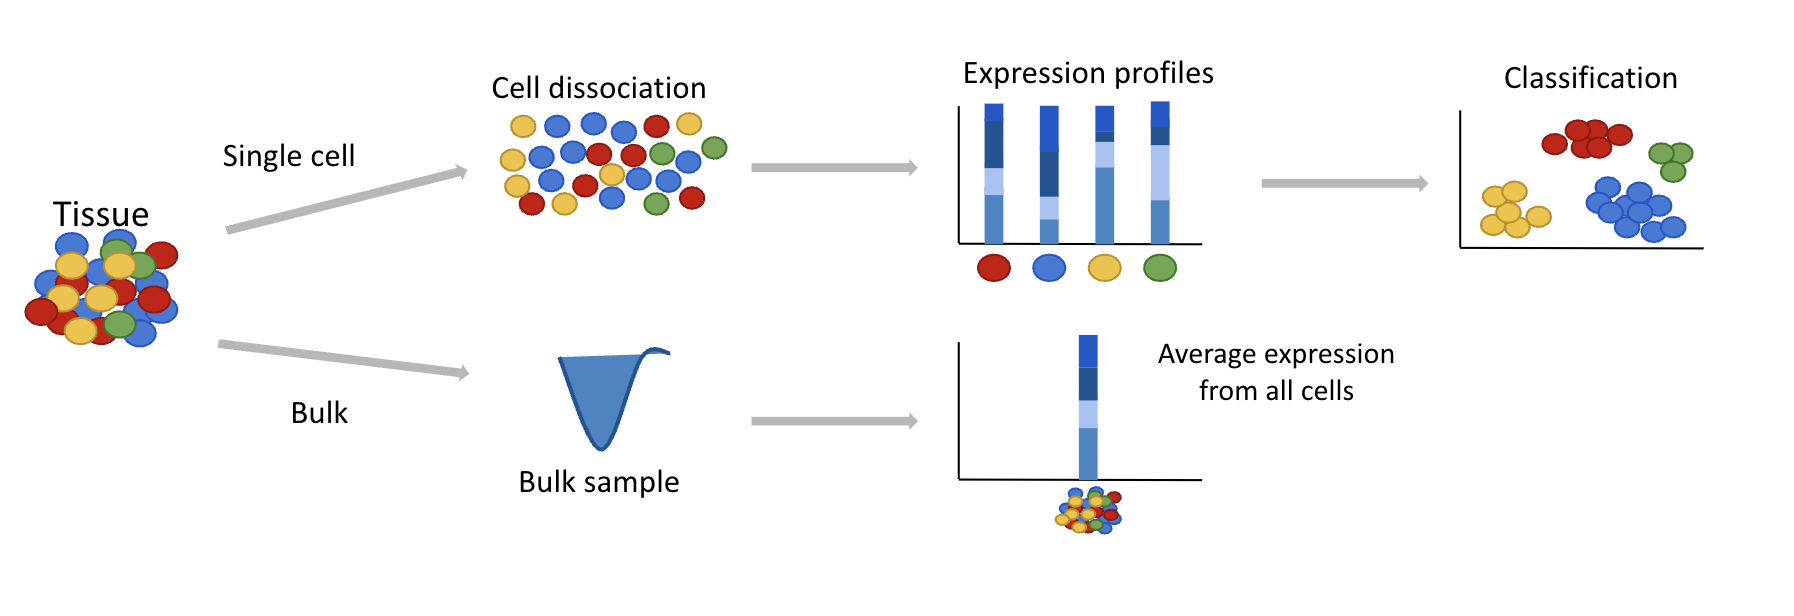 Tissue
Single cell
Bulk
Cell dissociation
Bulk sample
Expression profiles
Average expression
from all cells
Classification